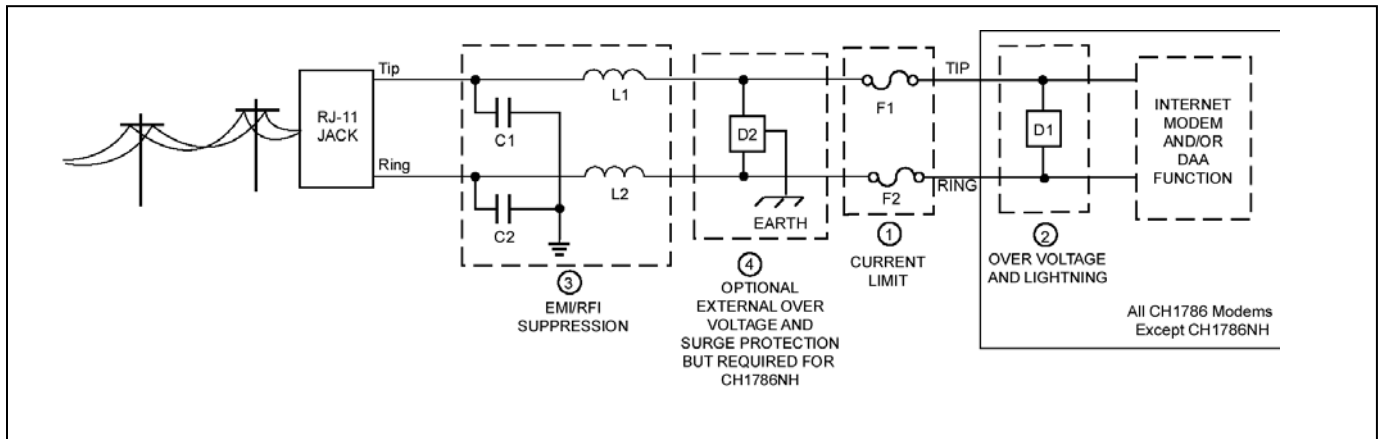 RJ-11
JACK
Tip
Ring
C1
C2
L1
L2
③
EMI/RFI
SUPPRESSION
D2
EARTH
④
OPTIONAL
EXTERNAL OVER
VOLTAGE AND
SURGE PROTECTION
BUT REQUIRED FOR
CH1786NH
F1
F2
①
CURRENT
LIMIT
TIP
RING
D1
②
OVER VOLTAGE
AND LIGHTNING
INTERNET
MODEM
AND/OR
DAA
FUNCTION
All CH1786 Modems
Except CH1786NH